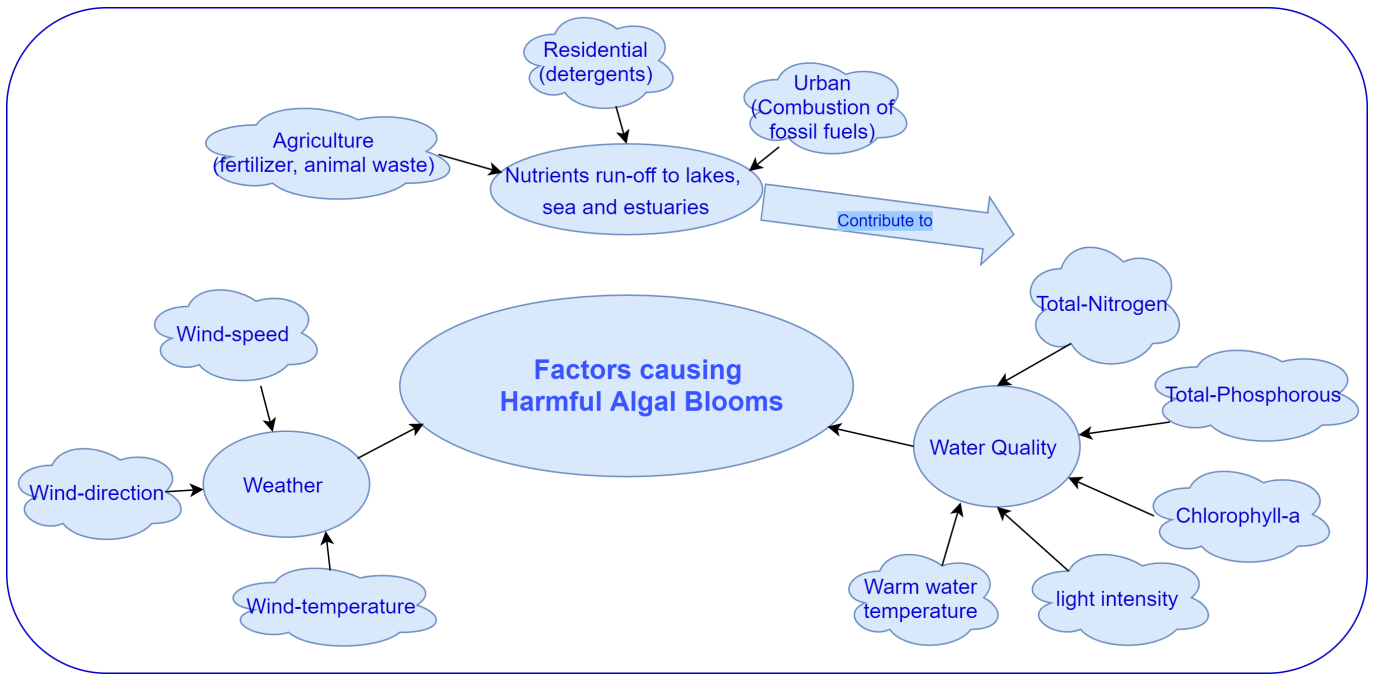 Residential
(detergents)
Urban
(Combustion of
fossil fuels)
Agriculture
(fertilizer, animal waste)
Nutrients run-off to lakes,
sea and estuaries
Contribute to
Total-Nitrogen
Wind-speed
Factors causing
Harmful Algal Blooms
Total-Phosphorous
Water Quality
Weather
Wind-direction
Chlorophyll-a
Warm water
temperature
light intensity
Wind-temperature